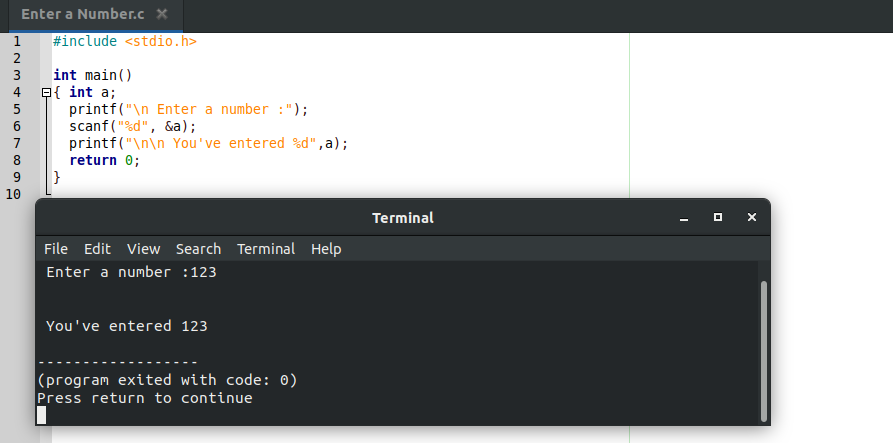 Enter a Number.c
1 #include <stdio.h>
2
3 int main()
4 { int a;
5 printf("\n Enter a number :");
6 scanf("%d", &a);
7 printf("\n\n You've entered %d",a);
8 return 0;
9 }
10
Terminal
File Edit View Search Terminal Help
Enter a number :123
You've entered 123
------------------
(program exited with code: 0)
Press return to continue